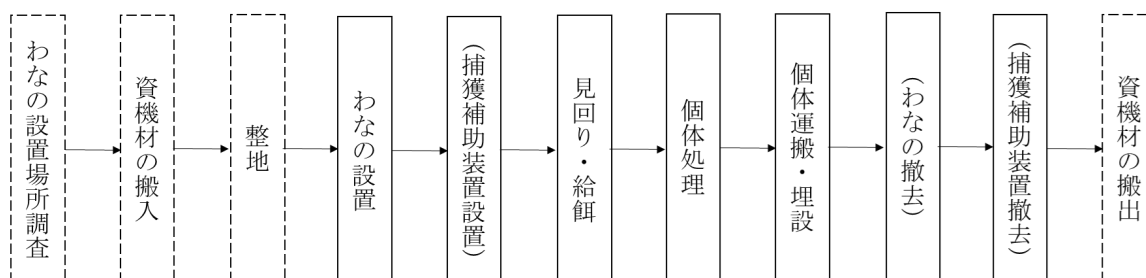 わなの設置場所調査
資機材の搬入
整地
わなの設置
（捕獲補助装置設置）
見回り・給餌
個体処理
個体運搬・埋設
（わなの撤去）
（捕獲補助装置撤去）
資機材の搬出